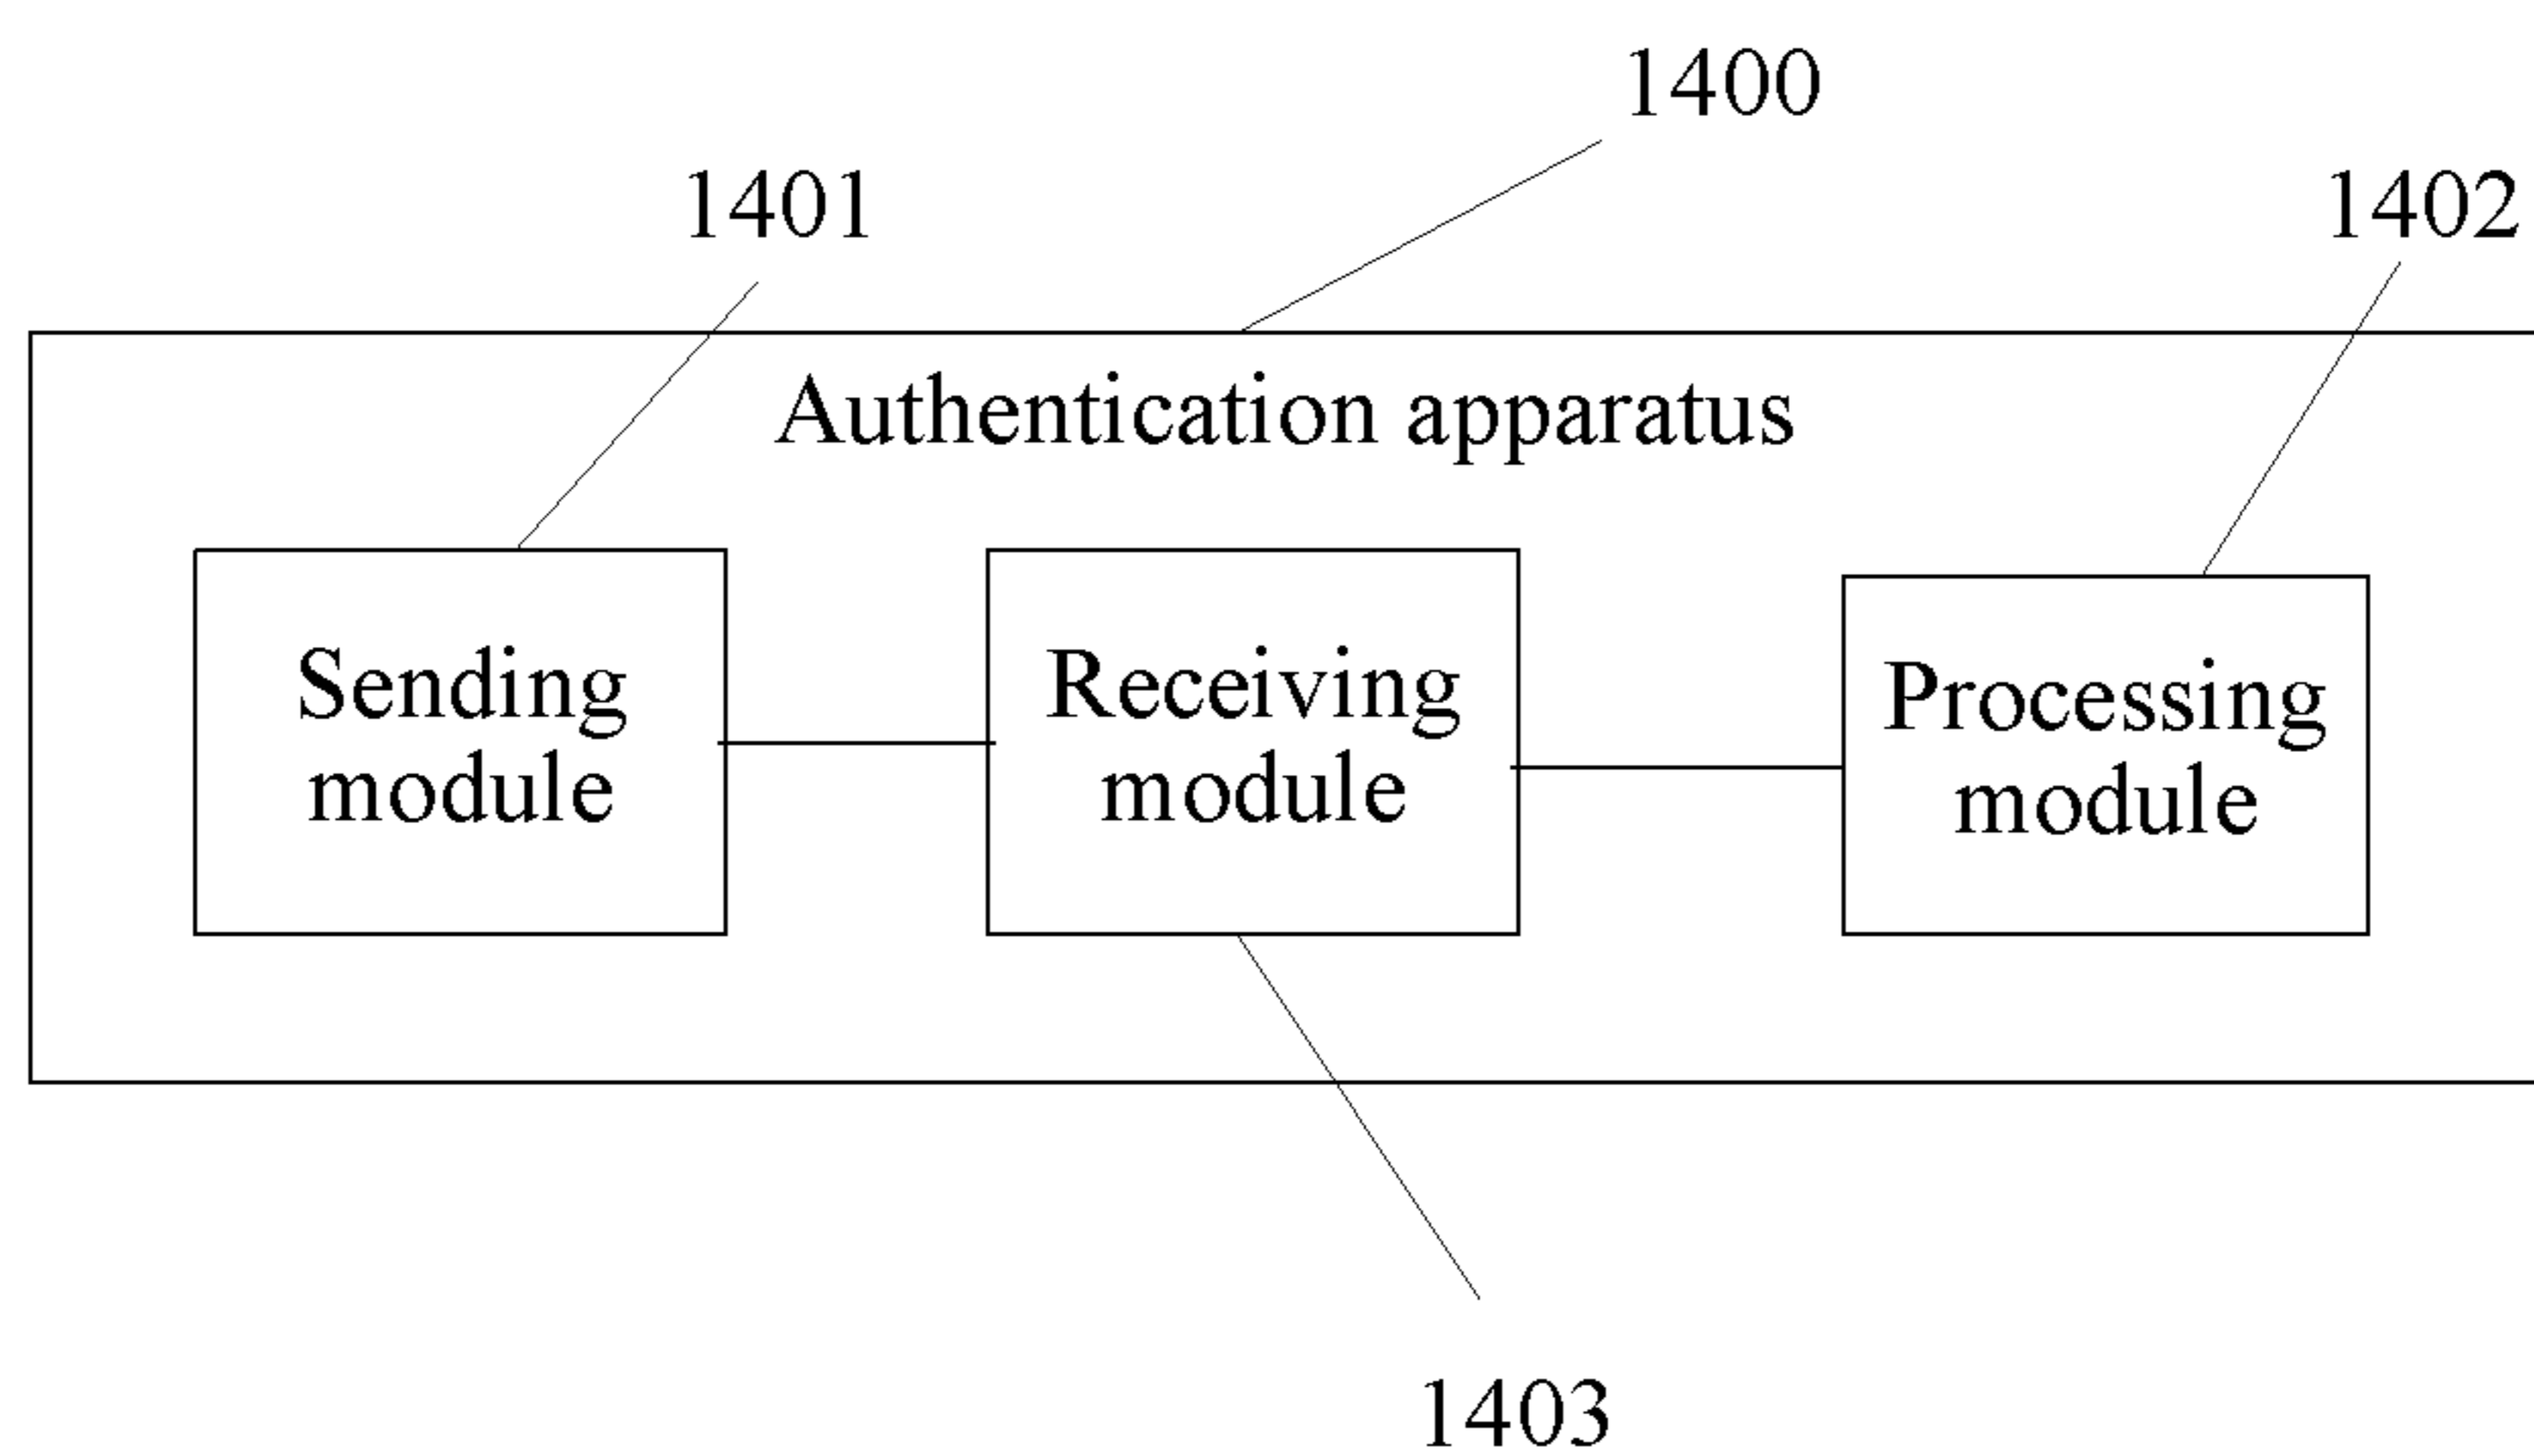 1400
1401
1402
Authentication apparatus
Sending
module
Receiving
module
Processing
module
1403